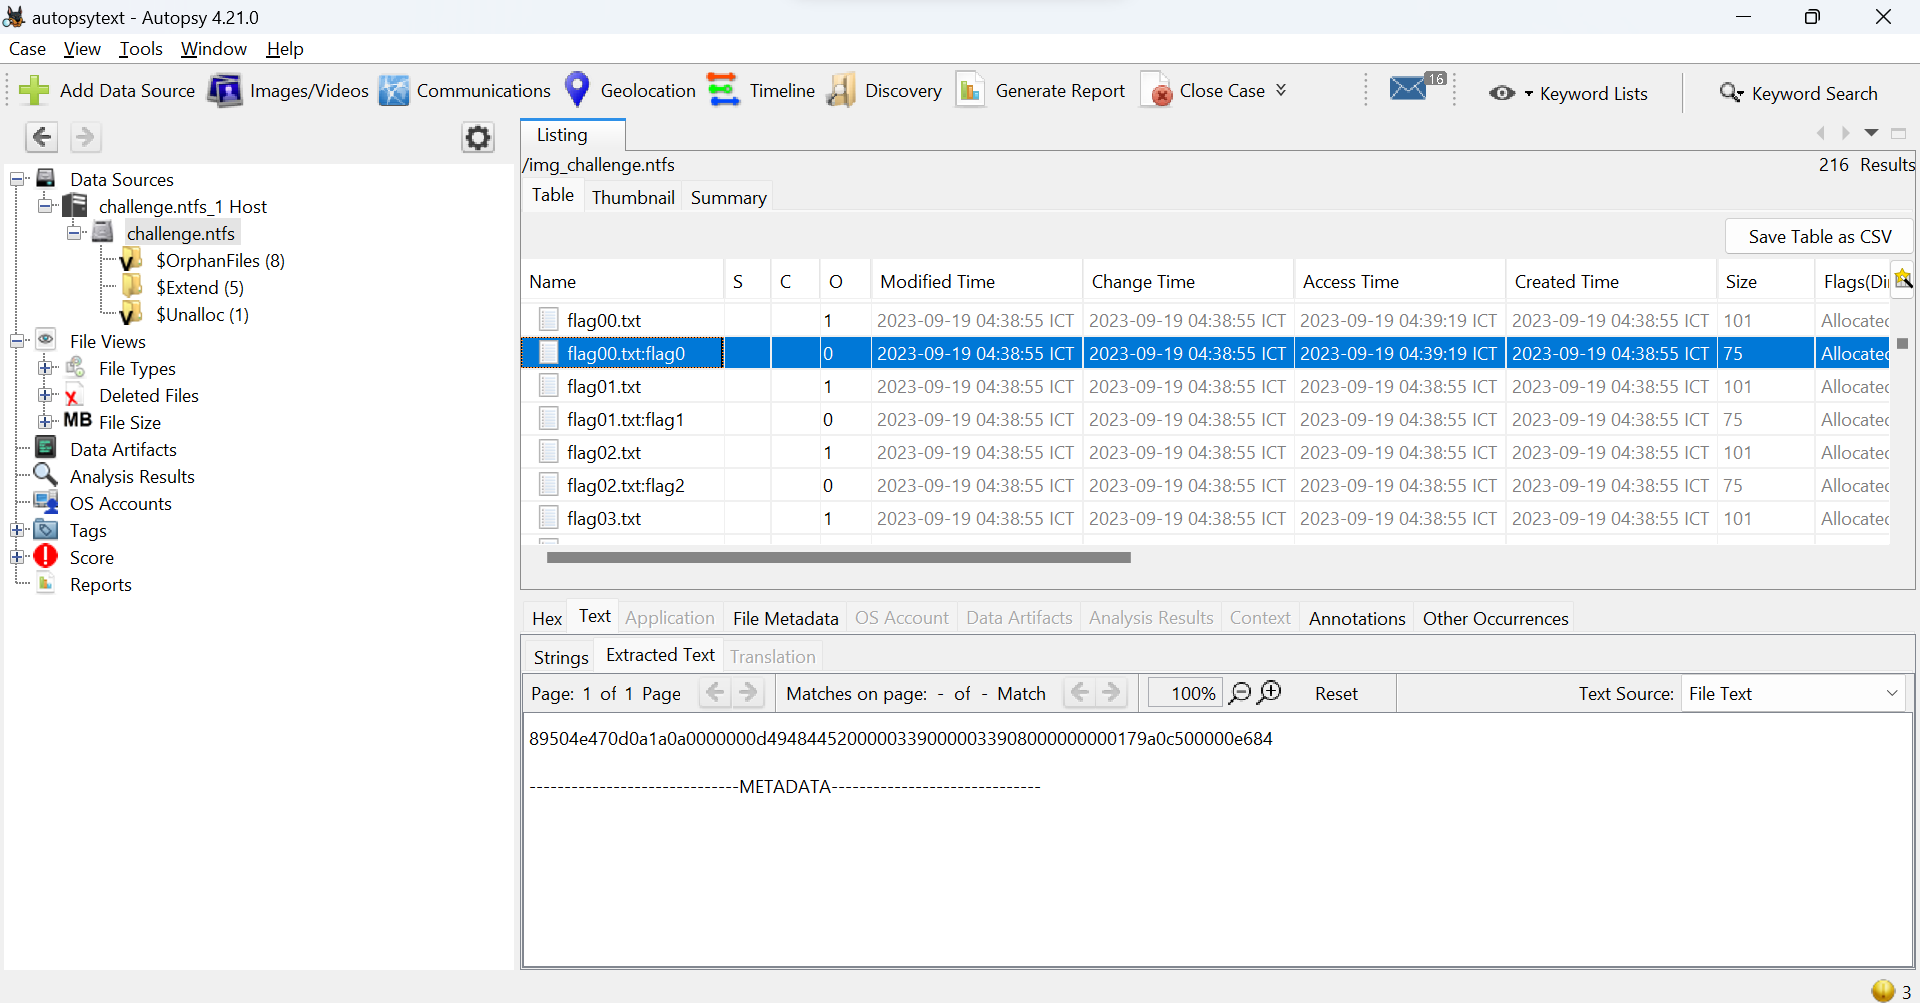 autopsytext - Autopsy 4.21.0
Case View Tools Window Help
Add Data Source Images/Videos Communications Geolocation Timeline Discovery Generate Report Close Case 16 Keyword Lists Keyword Search
Data Sources
challenge.ntfs_1 Host
challenge.ntfs
$OrphanFiles (8)
$Extend (5)
$Unalloc (1)
File Views
File Types
Deleted Files
MB File Size
Data Artifacts
Analysis Results
OS Accounts
Tags
Score
Reports
Listing
/img_challenge.ntfs 216 Results
Table Thumbnail Summary
Save Table as CSV
Name S C O Modified Time Change Time Access Time Created Time Size Flags(Di
flag00.txt 1 2023-09-19 04:38:55 ICT 2023-09-19 04:38:55 ICT 2023-09-19 04:39:19 ICT 2023-09-19 04:38:55 ICT 101 Allocated
flag00.txt:flag0 0 2023-09-19 04:38:55 ICT 2023-09-19 04:38:55 ICT 2023-09-19 04:39:19 ICT 2023-09-19 04:38:55 ICT 75 Allocated
flag01.txt 1 2023-09-19 04:38:55 ICT 2023-09-19 04:38:55 ICT 2023-09-19 04:38:55 ICT 2023-09-19 04:38:55 ICT 101 Allocated
flag01.txt:flag1 0 2023-09-19 04:38:55 ICT 2023-09-19 04:38:55 ICT 2023-09-19 04:38:55 ICT 2023-09-19 04:38:55 ICT 75 Allocated
flag02.txt 1 2023-09-19 04:38:55 ICT 2023-09-19 04:38:55 ICT 2023-09-19 04:38:55 ICT 2023-09-19 04:38:55 ICT 101 Allocated
flag02.txt:flag2 0 2023-09-19 04:38:55 ICT 2023-09-19 04:38:55 ICT 2023-09-19 04:38:55 ICT 2023-09-19 04:38:55 ICT 75 Allocated
flag03.txt 1 2023-09-19 04:38:55 ICT 2023-09-19 04:38:55 ICT 2023-09-19 04:38:55 ICT 2023-09-19 04:38:55 ICT 101 Allocated
Hex Text Application File Metadata OS Account Data Artifacts Analysis Results Context Annotations Other Occurrences
Strings Extracted Text Translation
Page: 1 of 1 Page Matches on page: - of - Match 100% Reset Text Source: File Text
89504e470d0a1a0a0000000d494844520000033900000339080000000000179a0c500000e684
------------------------------METADATA------------------------------
3